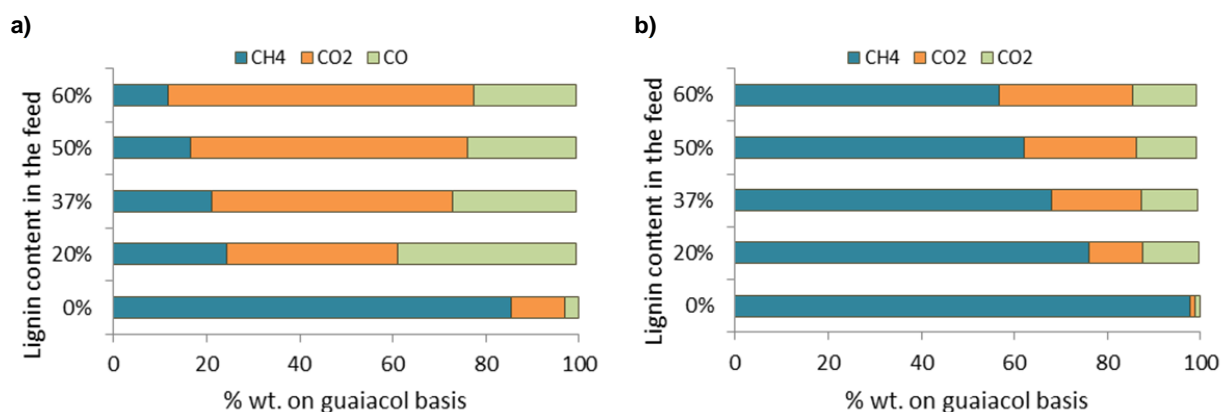 a)
CH4 CO2 CO
Lignin content in the feed
60%
50%
37%
20%
0%
0 20 40 60 80 100
% wt. on guaiacol basis
b)
CH4 CO2 CO2
Lignin content in the feed
60%
50%
37%
20%
0%
0 20 40 60 80 100
% wt. on guaiacol basis